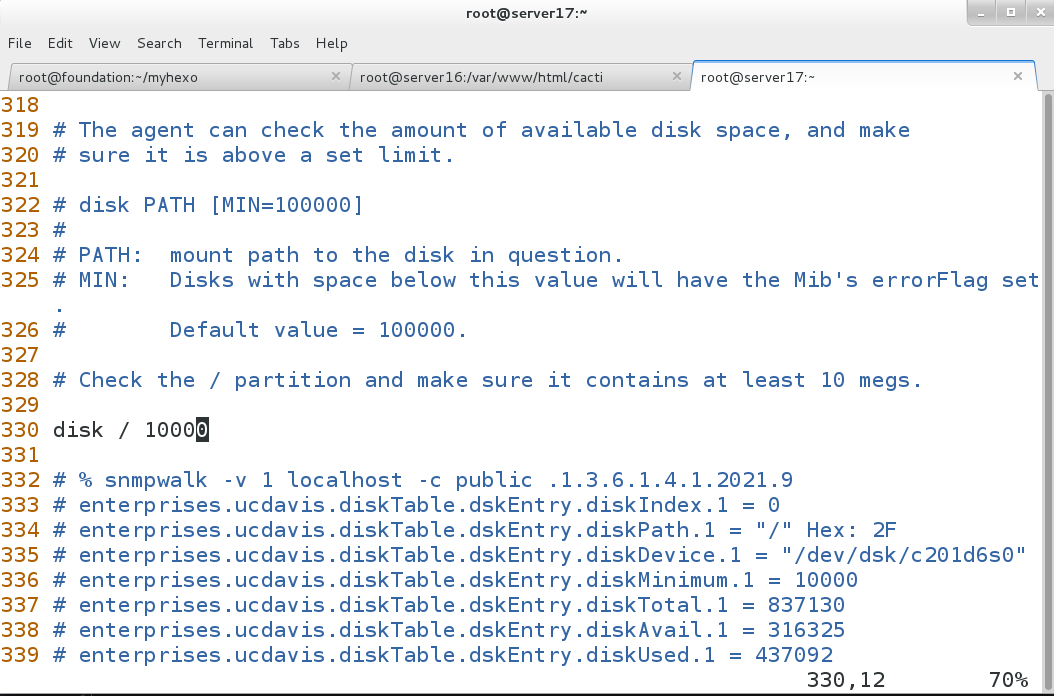 root@server17:~
File Edit View Search Terminal Tabs Help
root@foundation:~/myhexo × root@server16:/var/www/html/cacti × root@server17:~ ×
318
319 # The agent can check the amount of available disk space, and make
320 # sure it is above a set limit.
321
322 # disk PATH [MIN=100000]
323 #
324 # PATH:  mount path to the disk in question.
325 # MIN:   Disks with space below this value will have the Mib's errorFlag set
.
326 #        Default value = 100000.
327
328 # Check the / partition and make sure it contains at least 10 megs.
329
330 disk / 10000
331
332 # % snmpwalk -v 1 localhost -c public .1.3.6.1.4.1.2021.9
333 # enterprises.ucdavis.diskTable.dskEntry.diskIndex.1 = 0
334 # enterprises.ucdavis.diskTable.dskEntry.diskPath.1 = "/" Hex: 2F
335 # enterprises.ucdavis.diskTable.dskEntry.diskDevice.1 = "/dev/dsk/c201d6s0"
336 # enterprises.ucdavis.diskTable.dskEntry.diskMinimum.1 = 10000
337 # enterprises.ucdavis.diskTable.dskEntry.diskTotal.1 = 837130
338 # enterprises.ucdavis.diskTable.dskEntry.diskAvail.1 = 316325
339 # enterprises.ucdavis.diskTable.dskEntry.diskUsed.1 = 437092
330,12 70%